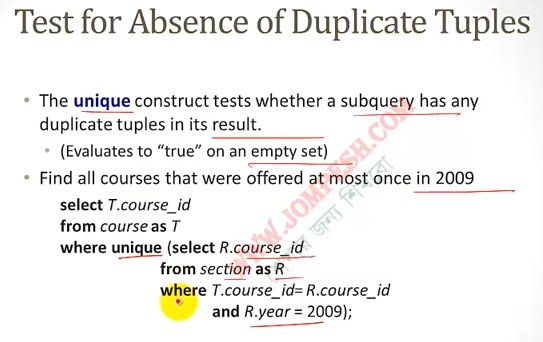 Test for Absence of Duplicate Tuples
• The unique construct tests whether a subquery has any
duplicate tuples in its result.
• (Evaluates to “true” on an empty set)
• Find all courses that were offered at most once in 2009
select T.course_id
from course as T
where unique (select R.course_id
from section as R
where T.course_id= R.course_id
and R.year = 2009);
WWW.JOMPESH.COM
শেখার জন্য শিখবো